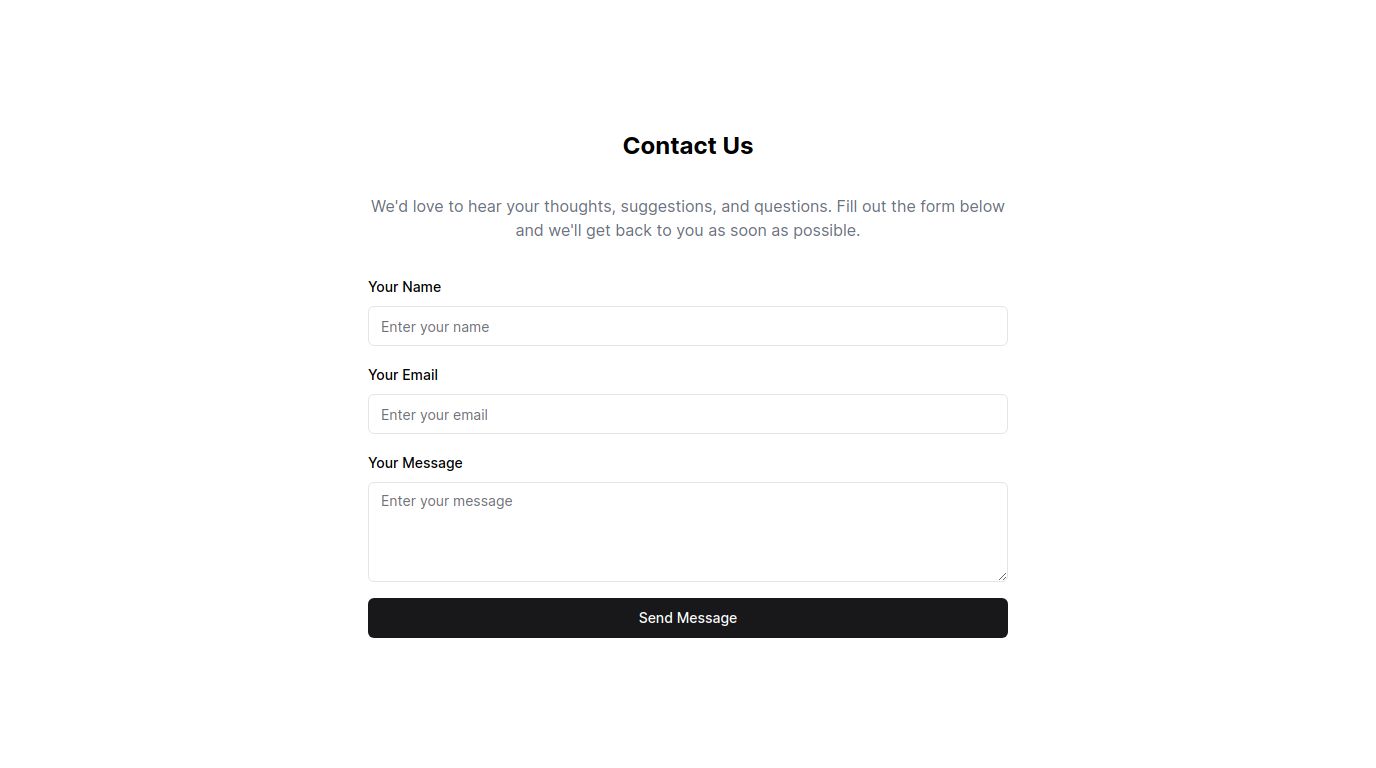 Contact Us
We'd love to hear your thoughts, suggestions, and questions. Fill out the form below
and we'll get back to you as soon as possible.
Your Name
Enter your name
Your Email
Enter your email
Your Message
Enter your message
Send Message